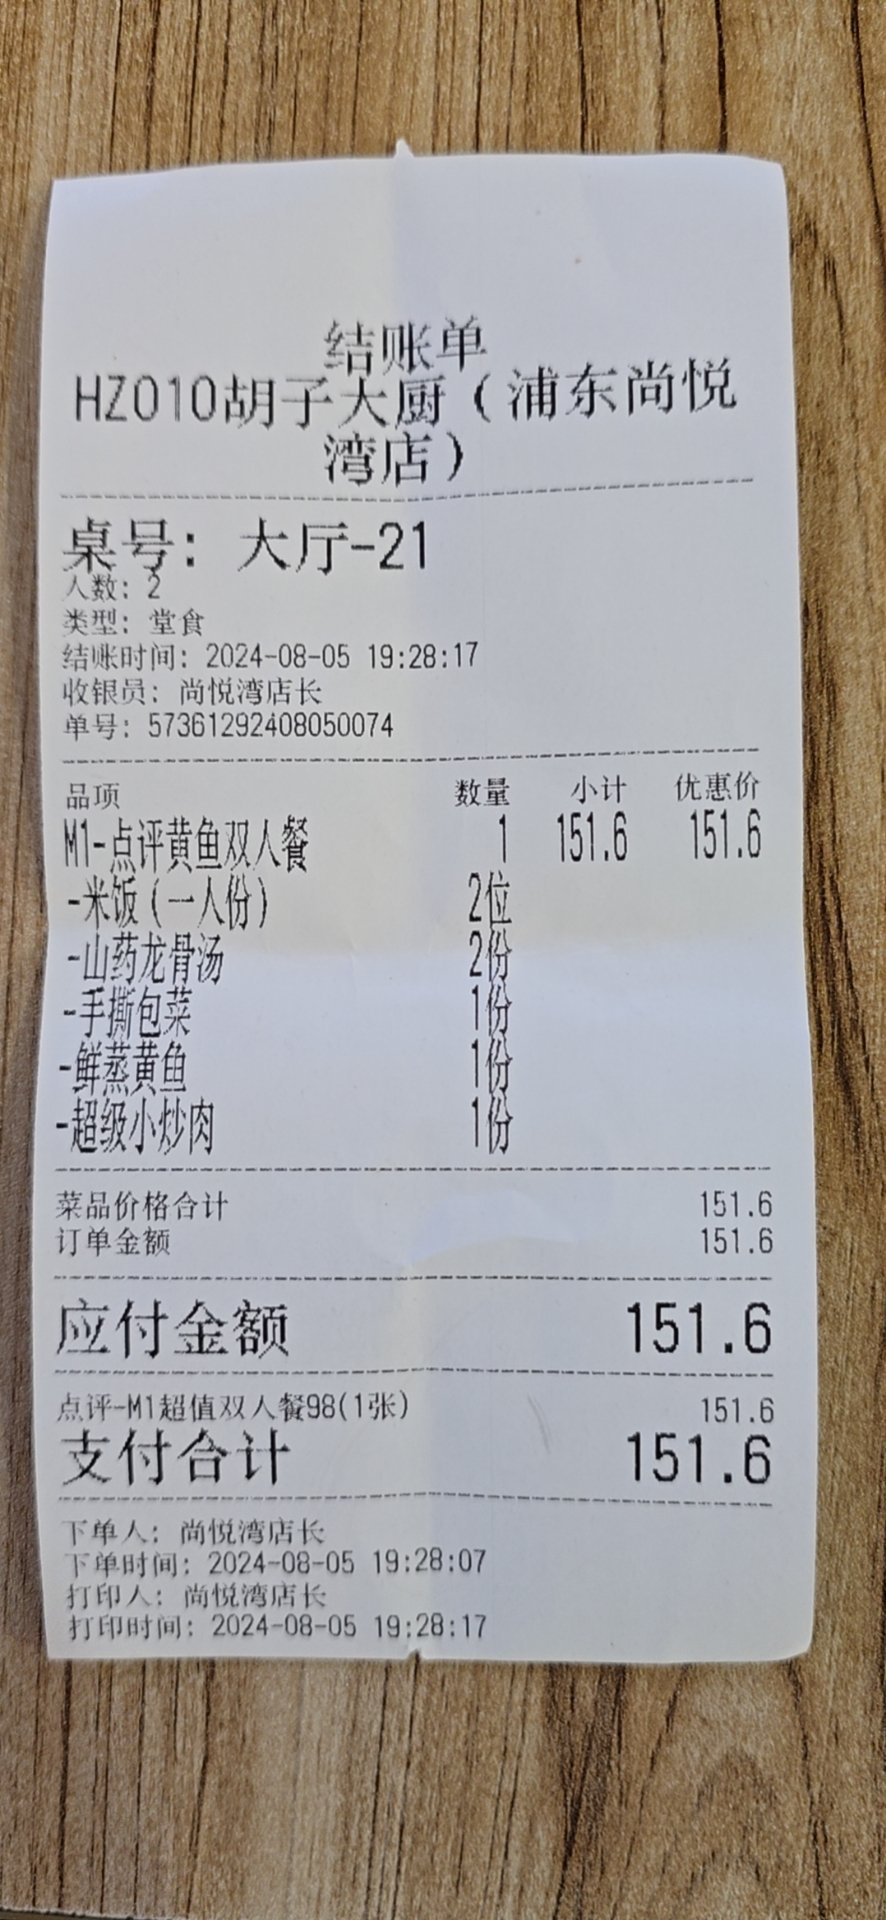 结账单
HZ010胡子大厨（浦东尚悦
湾店）
桌号：大厅-21
人数：2
类型：堂食
结账时间：2024-08-05 19:28:17
收银员：尚悦湾店长
单号：57361292408050074
品项 数量 小计 优惠价
M1-点评黄鱼双人餐 1 151.6 151.6
-米饭（一人份） 2位
-山药龙骨汤 2份
-手撕包菜 1份
-鲜蒸黄鱼 1份
-超级小炒肉 1份
菜品价格合计 151.6
订单金额 151.6
应付金额 151.6
点评-M1超值双人餐98(1张) 151.6
支付合计 151.6
下单人：尚悦湾店长
下单时间：2024-08-05 19:28:07
打印人：尚悦湾店长
打印时间：2024-08-05 19:28:17